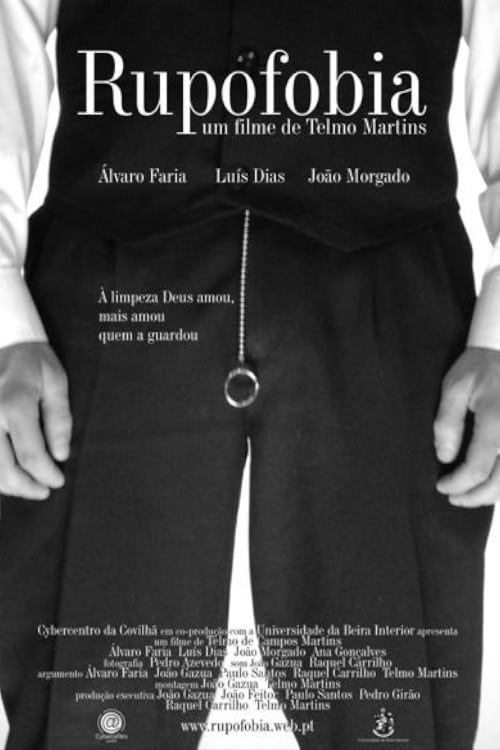 Rupofobia
um filme de Telmo Martins
Álvaro Faria Luís Dias João Morgado
À limpeza Deus amou,
mais amou
quem a guardou
Cybercentro da Covilhã em co-produção com a Universidade da Beira Interior apresenta
um filme de Telmo de Campos Martins
Álvaro Faria Luís Dias João Morgado Ana Gonçalves
fotografia Pedro Azevedo som João Gazua Raquel Carrilho
argumento Álvaro Faria João Gazua Paulo Santos Raquel Carrilho Telmo Martins
montagem João Gazua Telmo Martins
produção executiva João Gazua João Feitor Paulo Santos Pedro Girão
Raquel Carrilho Telmo Martins
www.rupofobia.web.pt